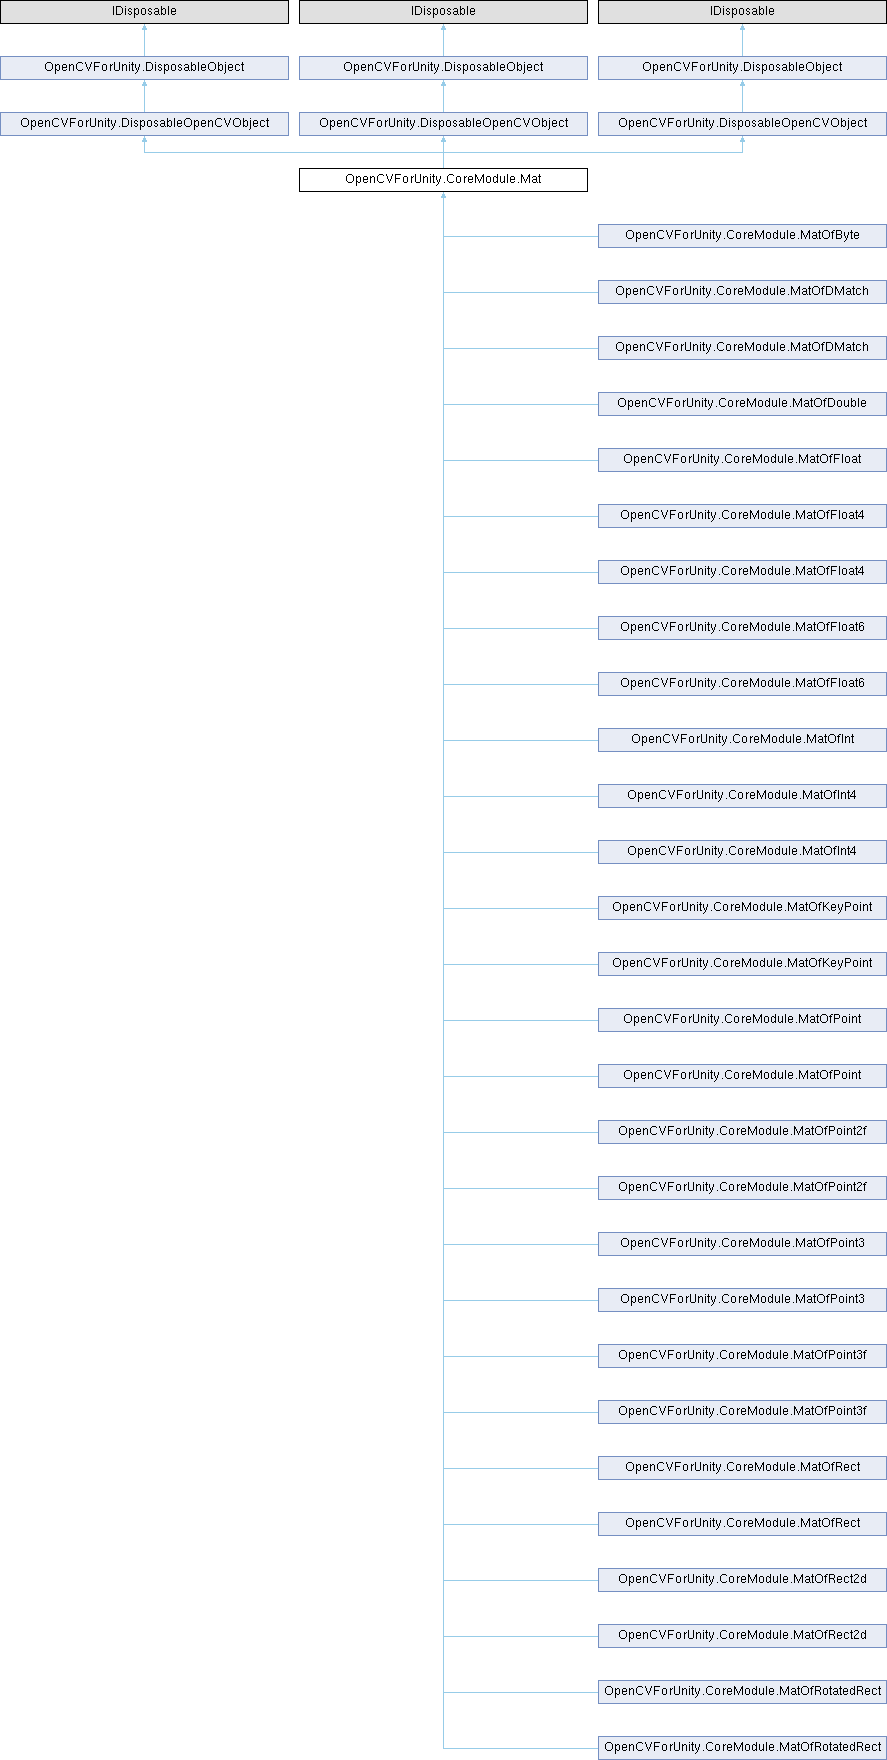 IDisposable IDisposable IDisposable
OpenCVForUnity.DisposableObject OpenCVForUnity.DisposableObject OpenCVForUnity.DisposableObject
OpenCVForUnity.DisposableOpenCVObject OpenCVForUnity.DisposableOpenCVObject OpenCVForUnity.DisposableOpenCVObject
OpenCVForUnity.CoreModule.Mat
OpenCVForUnity.CoreModule.MatOfByte
OpenCVForUnity.CoreModule.MatOfDMatch
OpenCVForUnity.CoreModule.MatOfDMatch
OpenCVForUnity.CoreModule.MatOfDouble
OpenCVForUnity.CoreModule.MatOfFloat
OpenCVForUnity.CoreModule.MatOfFloat4
OpenCVForUnity.CoreModule.MatOfFloat4
OpenCVForUnity.CoreModule.MatOfFloat6
OpenCVForUnity.CoreModule.MatOfFloat6
OpenCVForUnity.CoreModule.MatOfInt
OpenCVForUnity.CoreModule.MatOfInt4
OpenCVForUnity.CoreModule.MatOfInt4
OpenCVForUnity.CoreModule.MatOfKeyPoint
OpenCVForUnity.CoreModule.MatOfKeyPoint
OpenCVForUnity.CoreModule.MatOfPoint
OpenCVForUnity.CoreModule.MatOfPoint
OpenCVForUnity.CoreModule.MatOfPoint2f
OpenCVForUnity.CoreModule.MatOfPoint2f
OpenCVForUnity.CoreModule.MatOfPoint3
OpenCVForUnity.CoreModule.MatOfPoint3
OpenCVForUnity.CoreModule.MatOfPoint3f
OpenCVForUnity.CoreModule.MatOfPoint3f
OpenCVForUnity.CoreModule.MatOfRect
OpenCVForUnity.CoreModule.MatOfRect
OpenCVForUnity.CoreModule.MatOfRect2d
OpenCVForUnity.CoreModule.MatOfRect2d
OpenCVForUnity.CoreModule.MatOfRotatedRect
OpenCVForUnity.CoreModule.MatOfRotatedRect